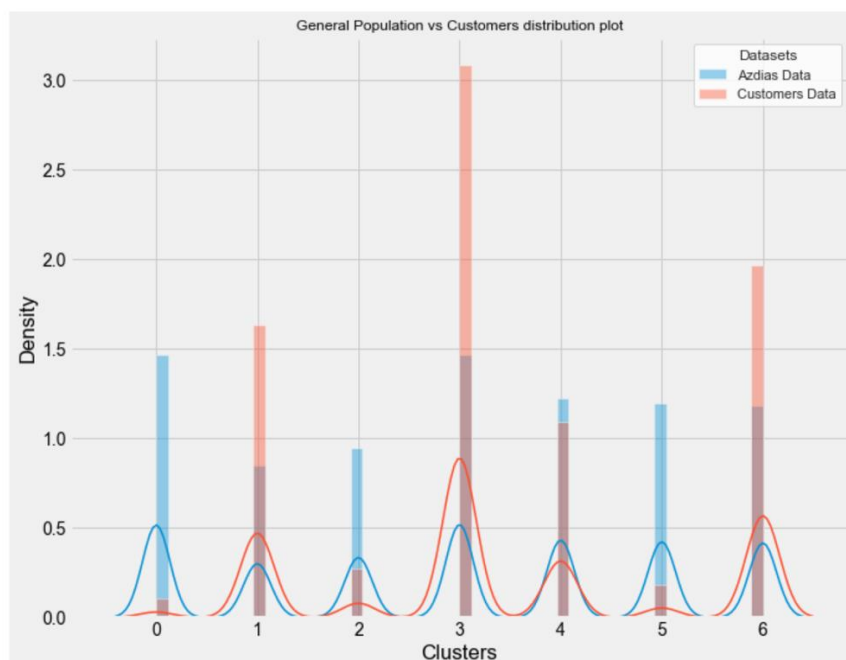 General Population vs Customers distribution plot
Datasets
Azdias Data
Customers Data
3.0
2.5
2.0
1.5
1.0
0.5
0.0
Density
0 1 2 3 4 5 6
Clusters